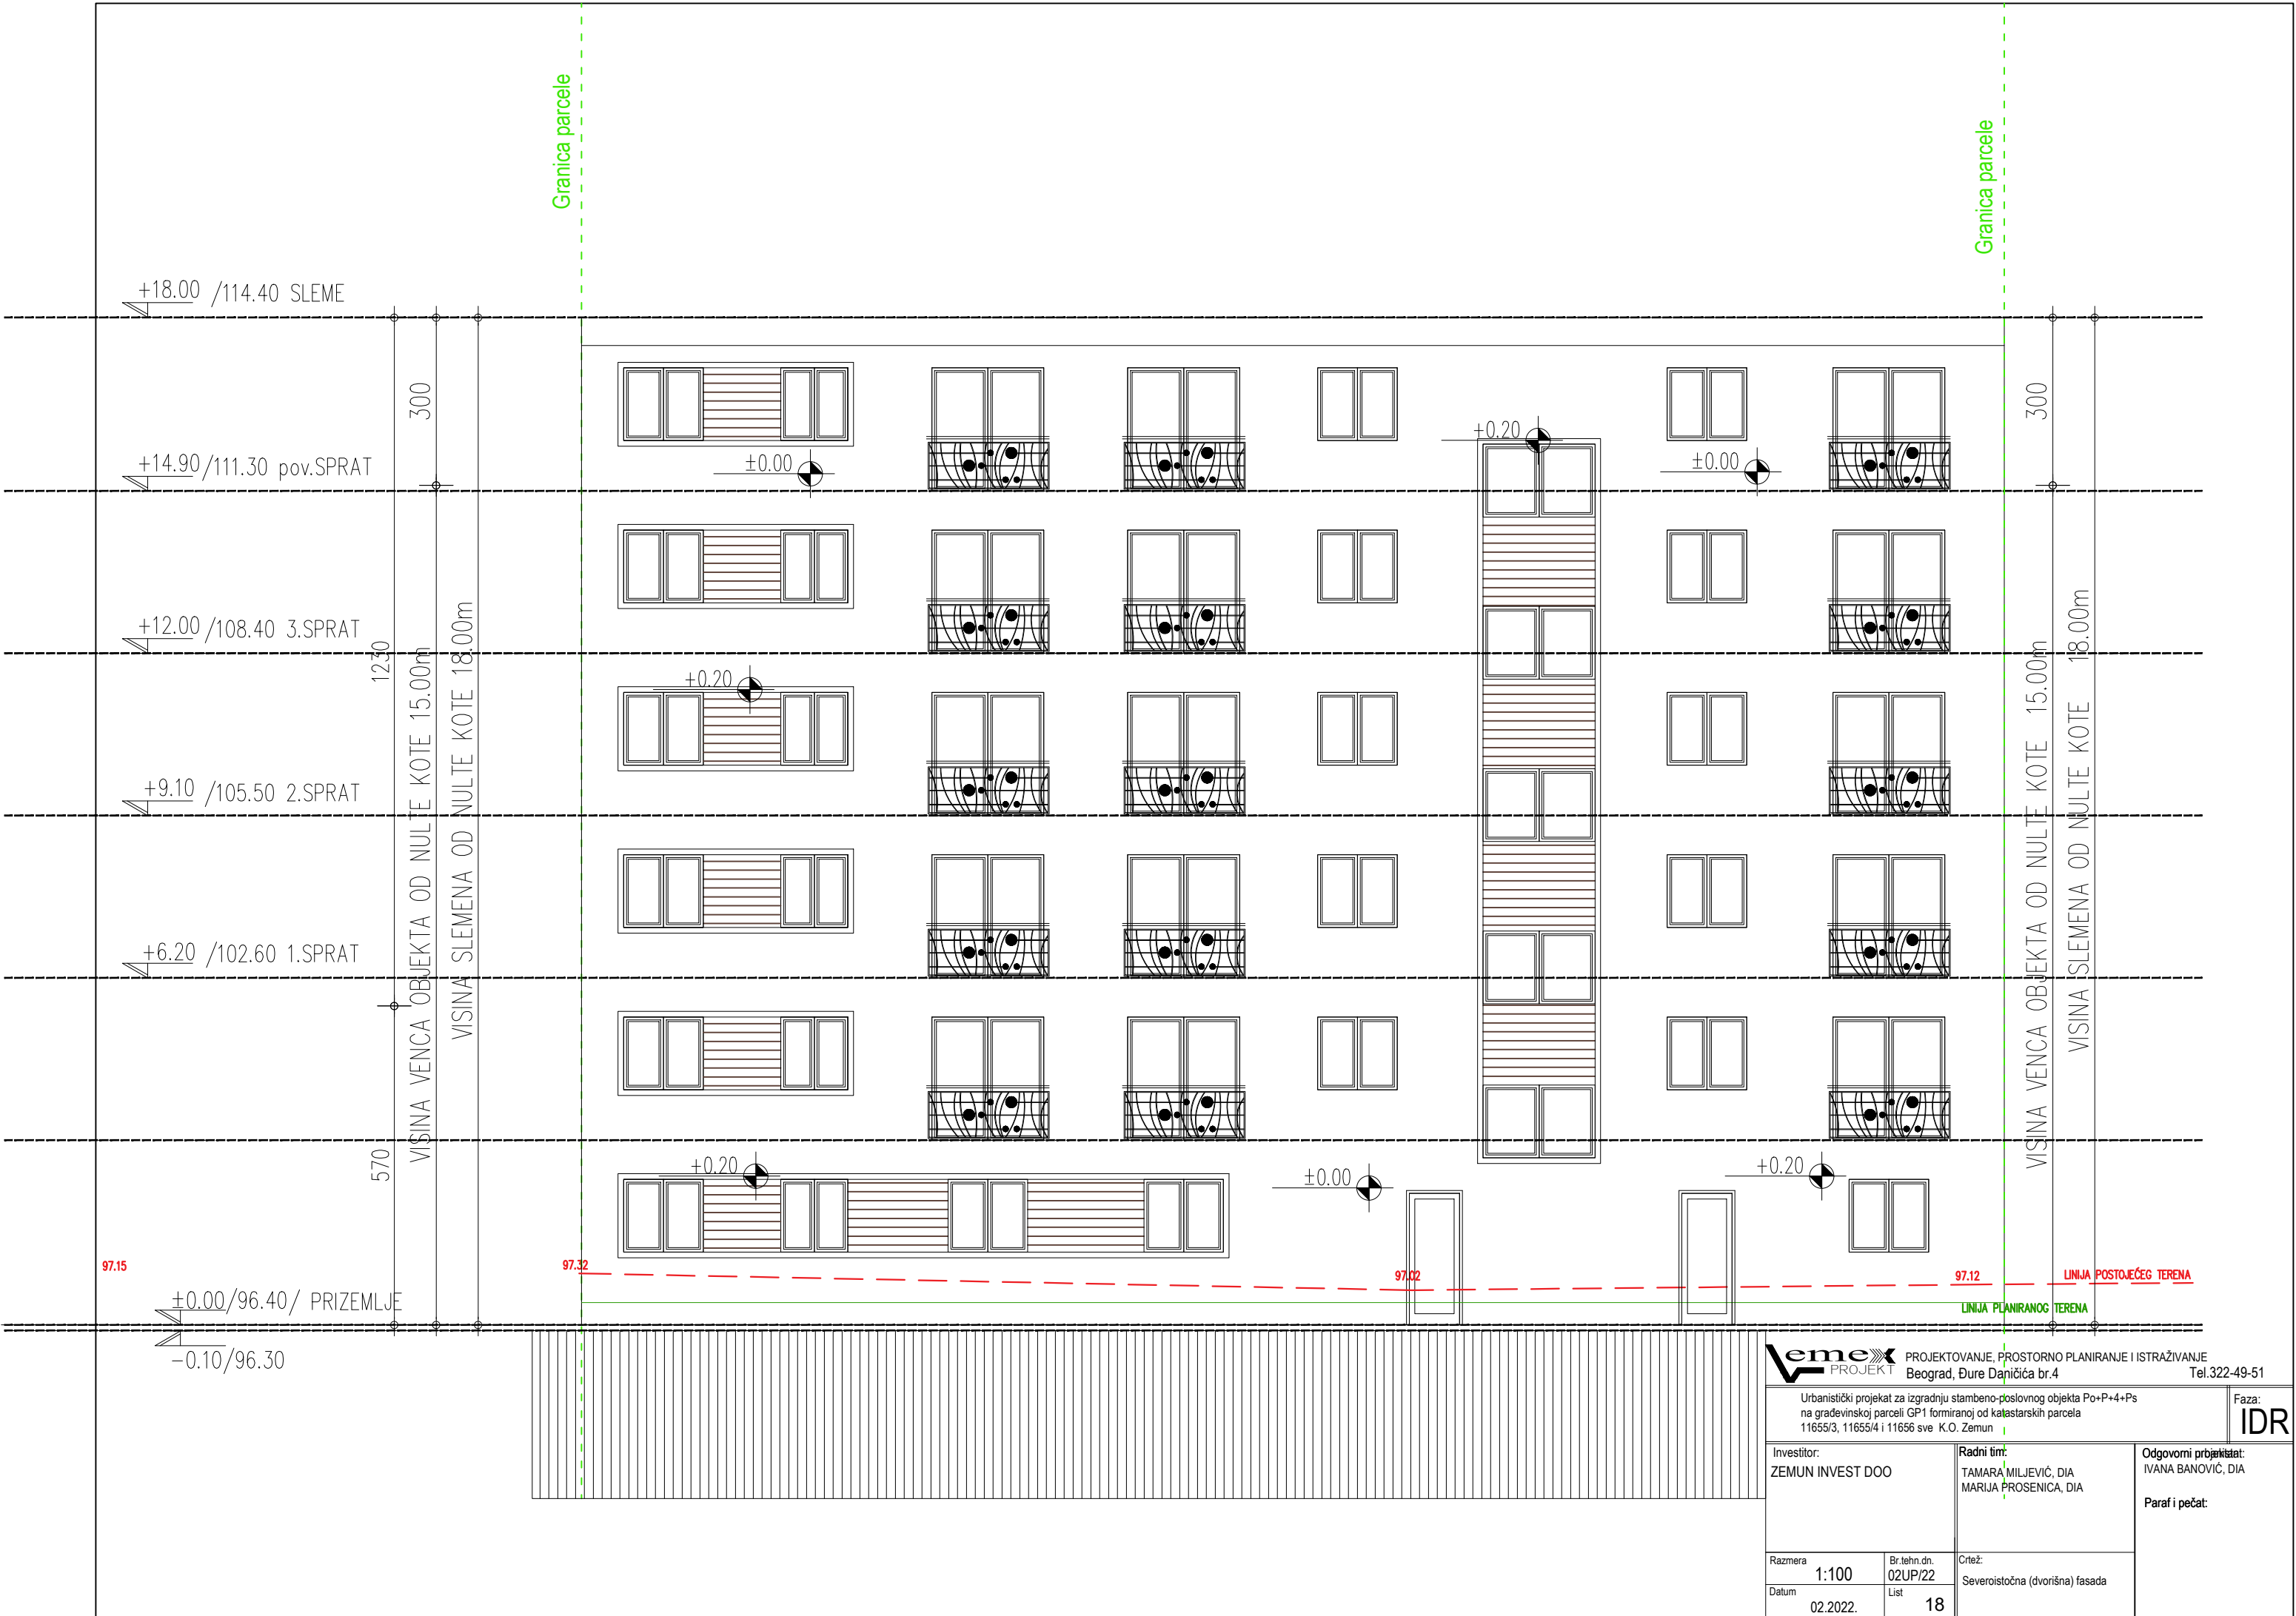 Granica parcele
Granica parcele
+18.00 /114.40 SLEME
300
300
+14.90/111.30 pov.SPRAT
±0.00
+0.20
±0.00
+12.00/108.40 3.SPRAT
1230
+0.20
VISINA VENCA OBJEKTA OD NULTE KOTE 15.00m
VISINA SLEMENA OD NULTE KOTE 18.00m
VISINA VENCA OBJEKTA OD NULTE KOTE 15.00m
VISINA SLEMENA OD NULTE KOTE 18.00m
+9.10 /105.50 2.SPRAT
+6.20 /102.60 1.SPRAT
570
+0.20
±0.00
+0.20
97.15
97.32
97.02
97.12
LINIJA POSTOJEĆEG TERENA
±0.00/96.40/ PRIZEMLJE
LINIJA PLANIRANOG TERENA
-0.10/96.30
Vemex PROJEKT
PROJEKTOVANJE, PROSTORNO PLANIRANJE I ISTRAŽIVANJE
Beograd, Đure Daničića br.4 Tel.322-49-51
Urbanistički projekat za izgradnju stambeno-poslovnog objekta Po+P+4+Ps
na građevinskoj parceli GP1 formiranoj od katastarskih parcela
11655/3, 11655/4 i 11656 sve K.O. Zemun
Faza:
IDR
Investitor:
ZEMUN INVEST DOO
Radni tim:
TAMARA MILJEVIĆ, DIA
MARIJA PROSENICA, DIA
Odgovorni
IVANA BANOVIĆ, DIA
Paraf i pečat:
Razmera
1:100
Br.tehn.dn.
02UP/22
Crtež:
Severoistočna (dvorišna) fasada
Datum
02.2022.
List
18